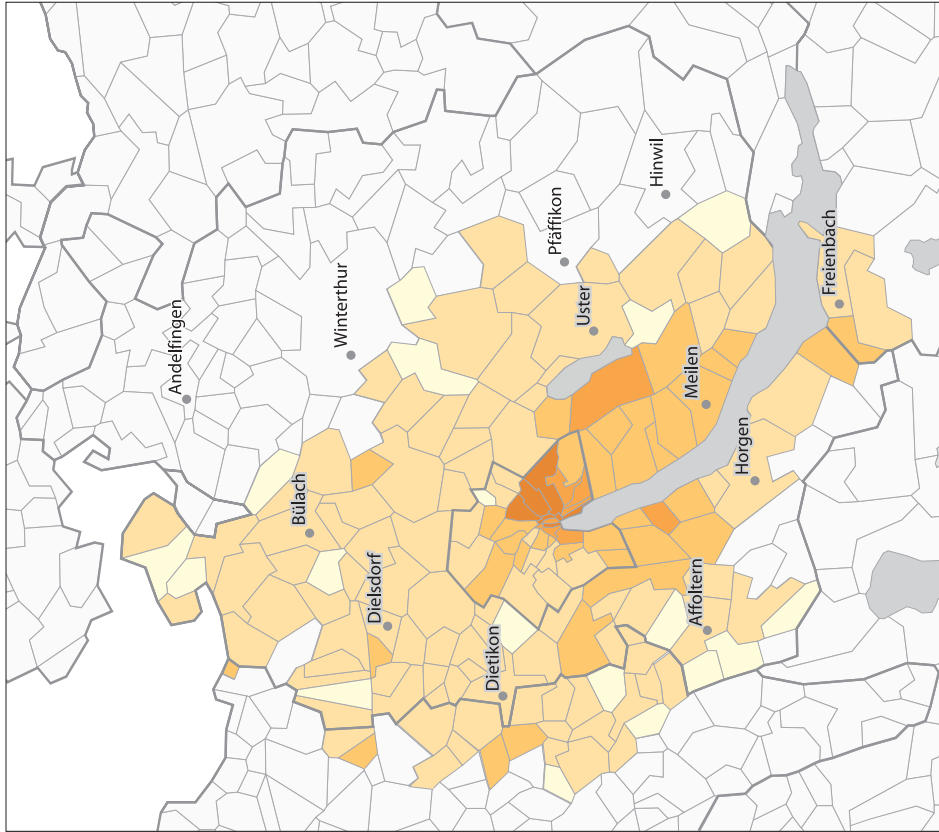 Andelfingen
Winterthur
Pfäffikon
Hinwil
Bülach
Uster
Freienbach
Dielsdorf
Meilen
Horgen
Dietikon
Affoltern